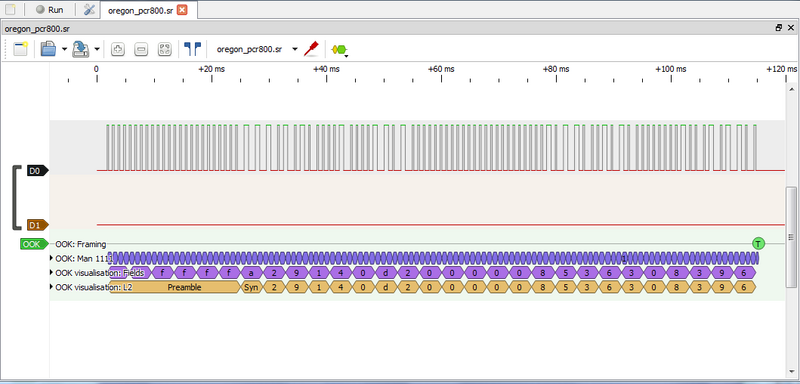 Run oregon_pcr800.sr
oregon_pcr800.sr
oregon_pcr800.sr
0 +20 ms +40 ms +60 ms +80 ms +100 ms +120 ms
D0
D1
OOK OOK: Framing T
OOK: Man 1111 1
OOK visualisation: Fields f f f f a 2 9 1 4 0 d 2 0 0 0 0 0 8 5 3 6 3 0 8 3 9 6
OOK visualisation: L2 Preamble Syn 2 9 1 4 0 d 2 0 0 0 0 0 8 5 3 6 3 0 8 3 9 6